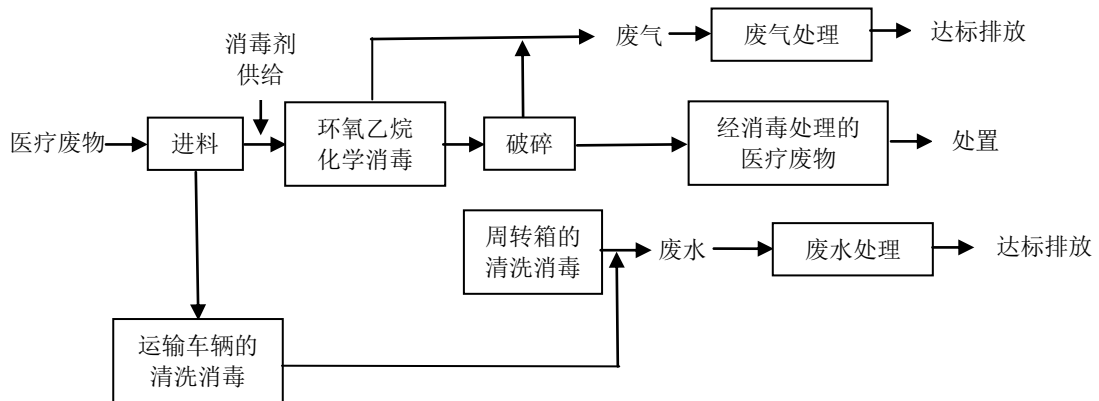 消毒剂
供给
废气
废气处理
达标排放
医疗废物
进料
环氧乙烷
化学消毒
破碎
经消毒处理的
医疗废物
处置
周转箱的
清洗消毒
废水
废水处理
达标排放
运输车辆的
清洗消毒